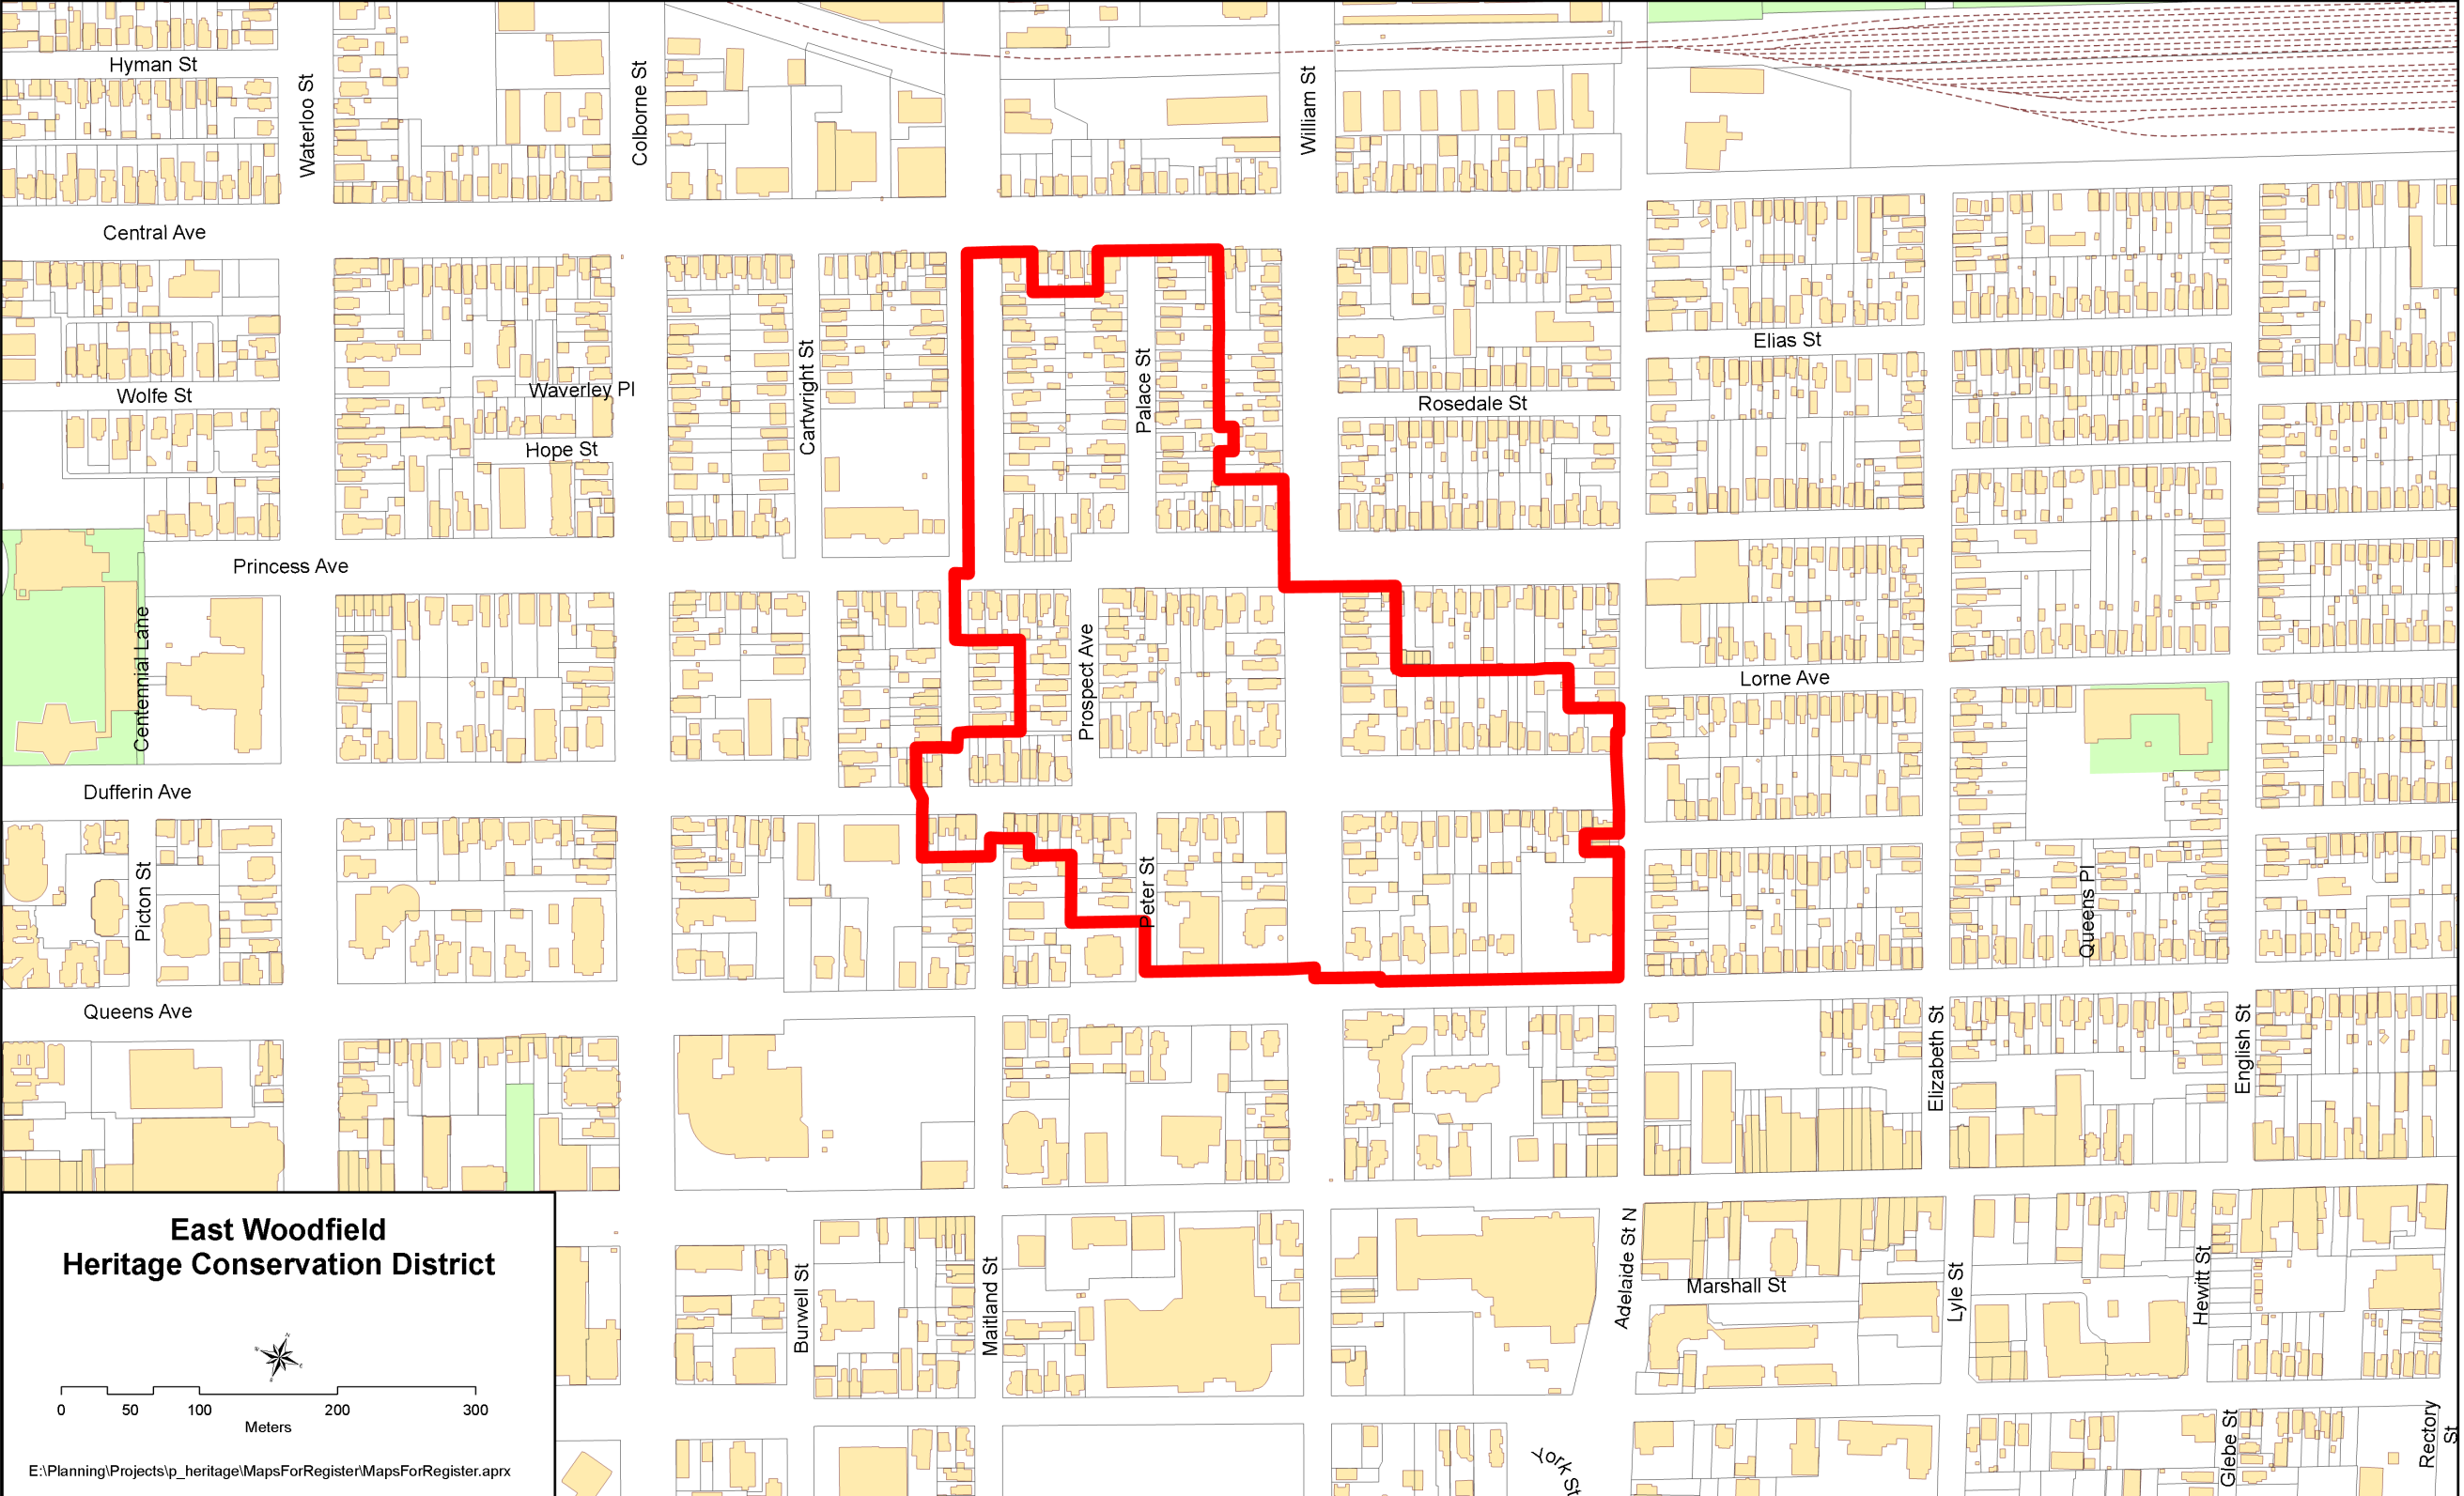 Hyman St
Waterloo St
Colborne St
William St
Central Ave
Elias St
Wolfe St
Waverley Pl
Cartwright St
Palace St
Rosedale St
Hope St
Princess Ave
Centennial Lane
Prospect Ave
Lorne Ave
Dufferin Ave
Picton St
Peter St
Queens Pl
Queens Ave
Elizabeth St
English St
East Woodfield
Heritage Conservation District
N
E
S
W
0 50 100 200 300
Meters
E:\Planning\Projects\p_heritage\MapsForRegister\MapsForRegister.aprx
Burwell St
Maitland St
Adelaide St N
Marshall St
Lyle St
Hewitt St
York St
Glebe St
Rectory
St